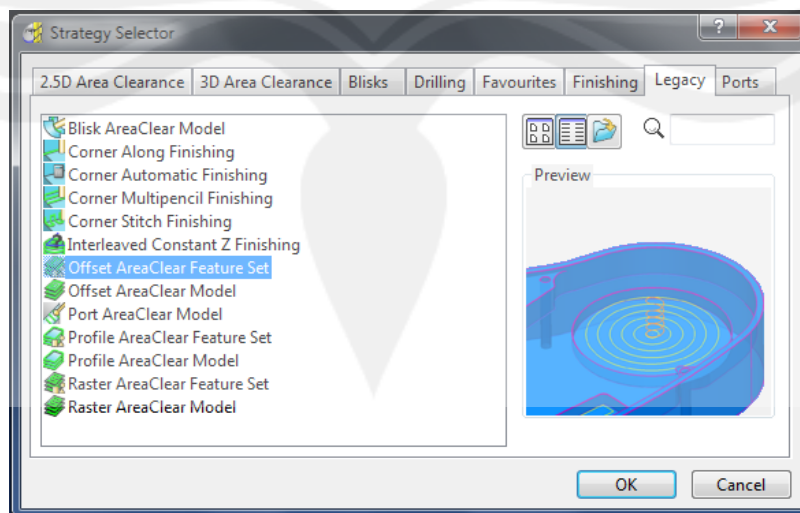 Strategy Selector
?
X
2.5D Area Clearance 3D Area Clearance Blisks Drilling Favourites Finishing Legacy Ports
Blisk AreaClear Model
Corner Along Finishing
Corner Automatic Finishing
Corner Multipencil Finishing
Corner Stitch Finishing
Interleaved Constant Z Finishing
Offset AreaClear Feature Set
Offset AreaClear Model
Port AreaClear Model
Profile AreaClear Feature Set
Profile AreaClear Model
Raster AreaClear Feature Set
Raster AreaClear Model
Preview
OK Cancel